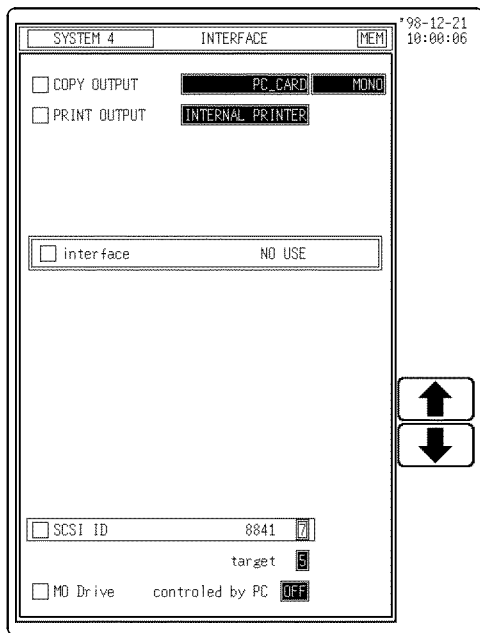 '98-12-21
SYSTEM 4 INTERFACE MEM 10:00:06
COPY OUTPUT PC_CARD MONO
PRINT OUTPUT INTERNAL PRINTER
interface NO USE
SCSI ID 8841 7
target 5
MO Drive controled by PC OFF